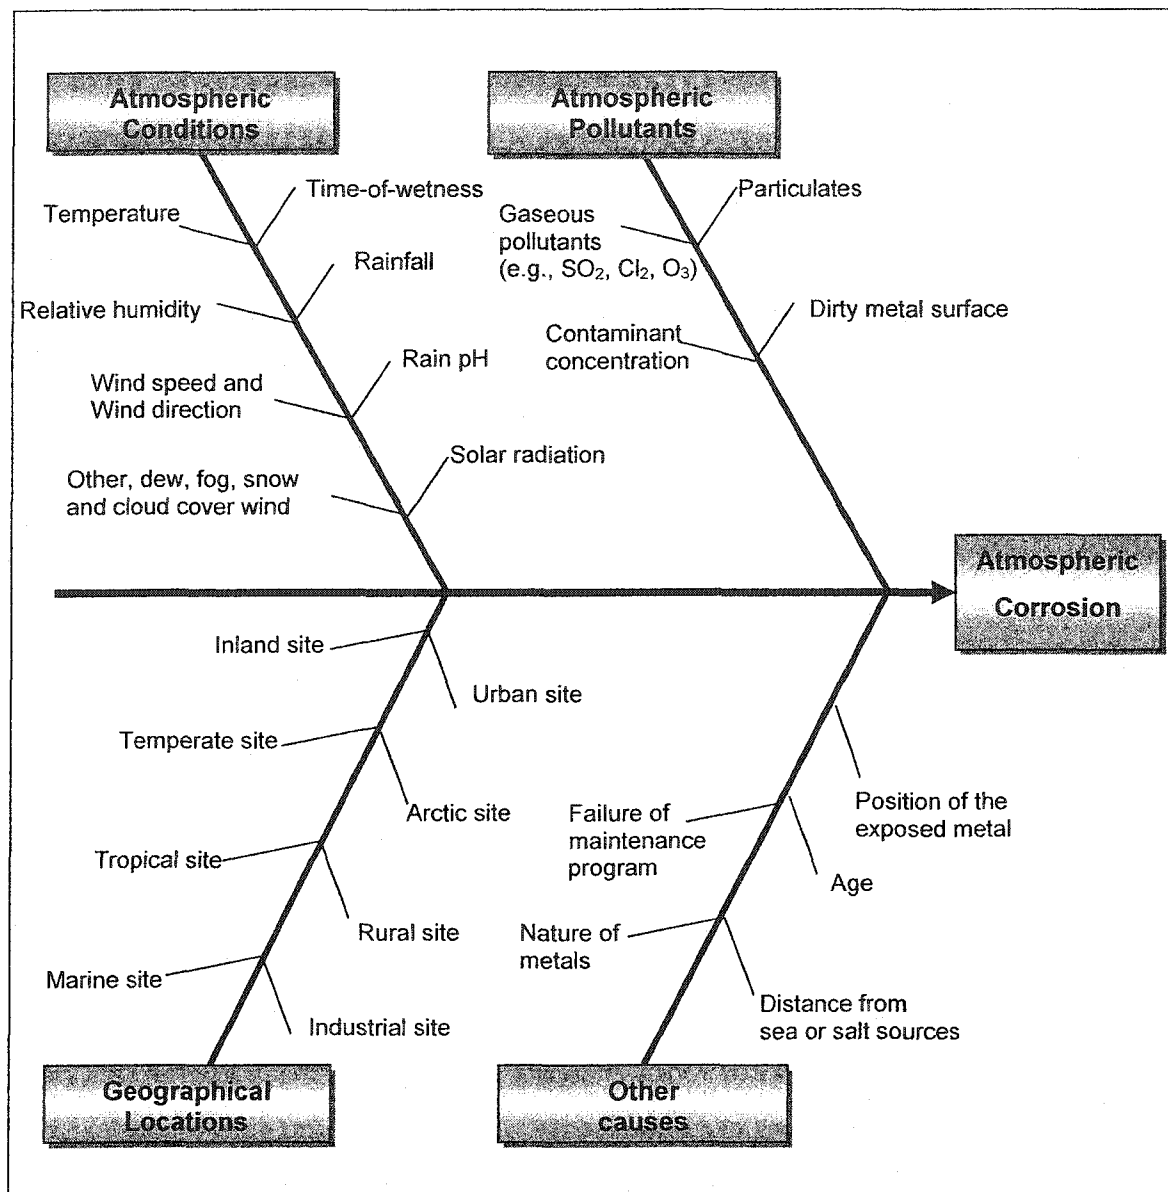 Atmospheric
Conditions
Atmospheric
Pollutants
Time-of-wetness
Temperature
Rainfall
Relative humidity
Rain pH
Wind speed and
Wind direction
Solar radiation
Other, dew, fog, snow
and cloud cover wind
Particulates
Gaseous
pollutants
(e.g., SO₂, Cl₂, O₃)
Dirty metal surface
Contaminant
concentration
Atmospheric
Corrosion
Inland site
Urban site
Temperate site
Arctic site
Tropical site
Rural site
Marine site
Industrial site
Geographical
Locations
Position of the
exposed metal
Failure of
maintenance
program
Age
Nature of
metals
Distance from
sea or salt sources
Other
causes